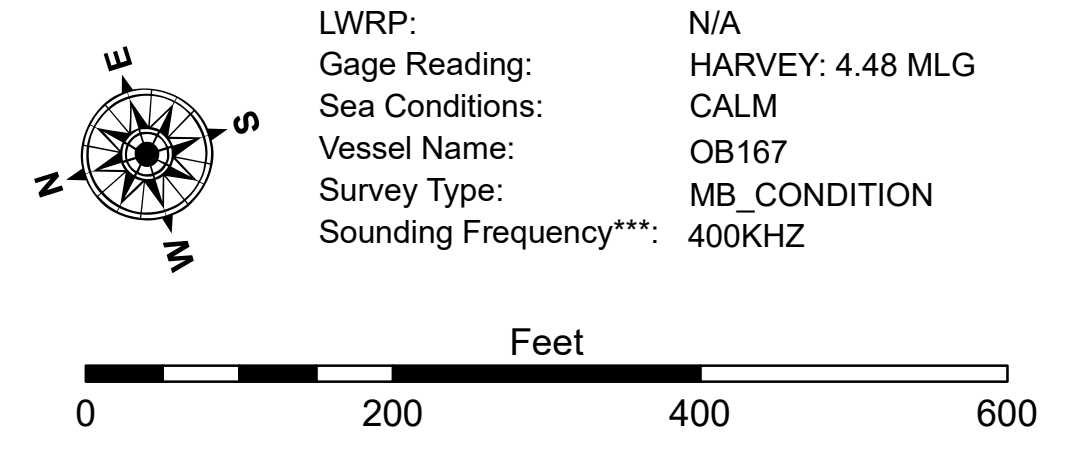 LWRP: N/A
Gage Reading: HARVEY: 4.48 MLG
Sea Conditions: CALM
Vessel Name: OB167
Survey Type: MB_CONDITION
Sounding Frequency***: 400KHZ
E
S
N
W
Feet
0 200 400 600